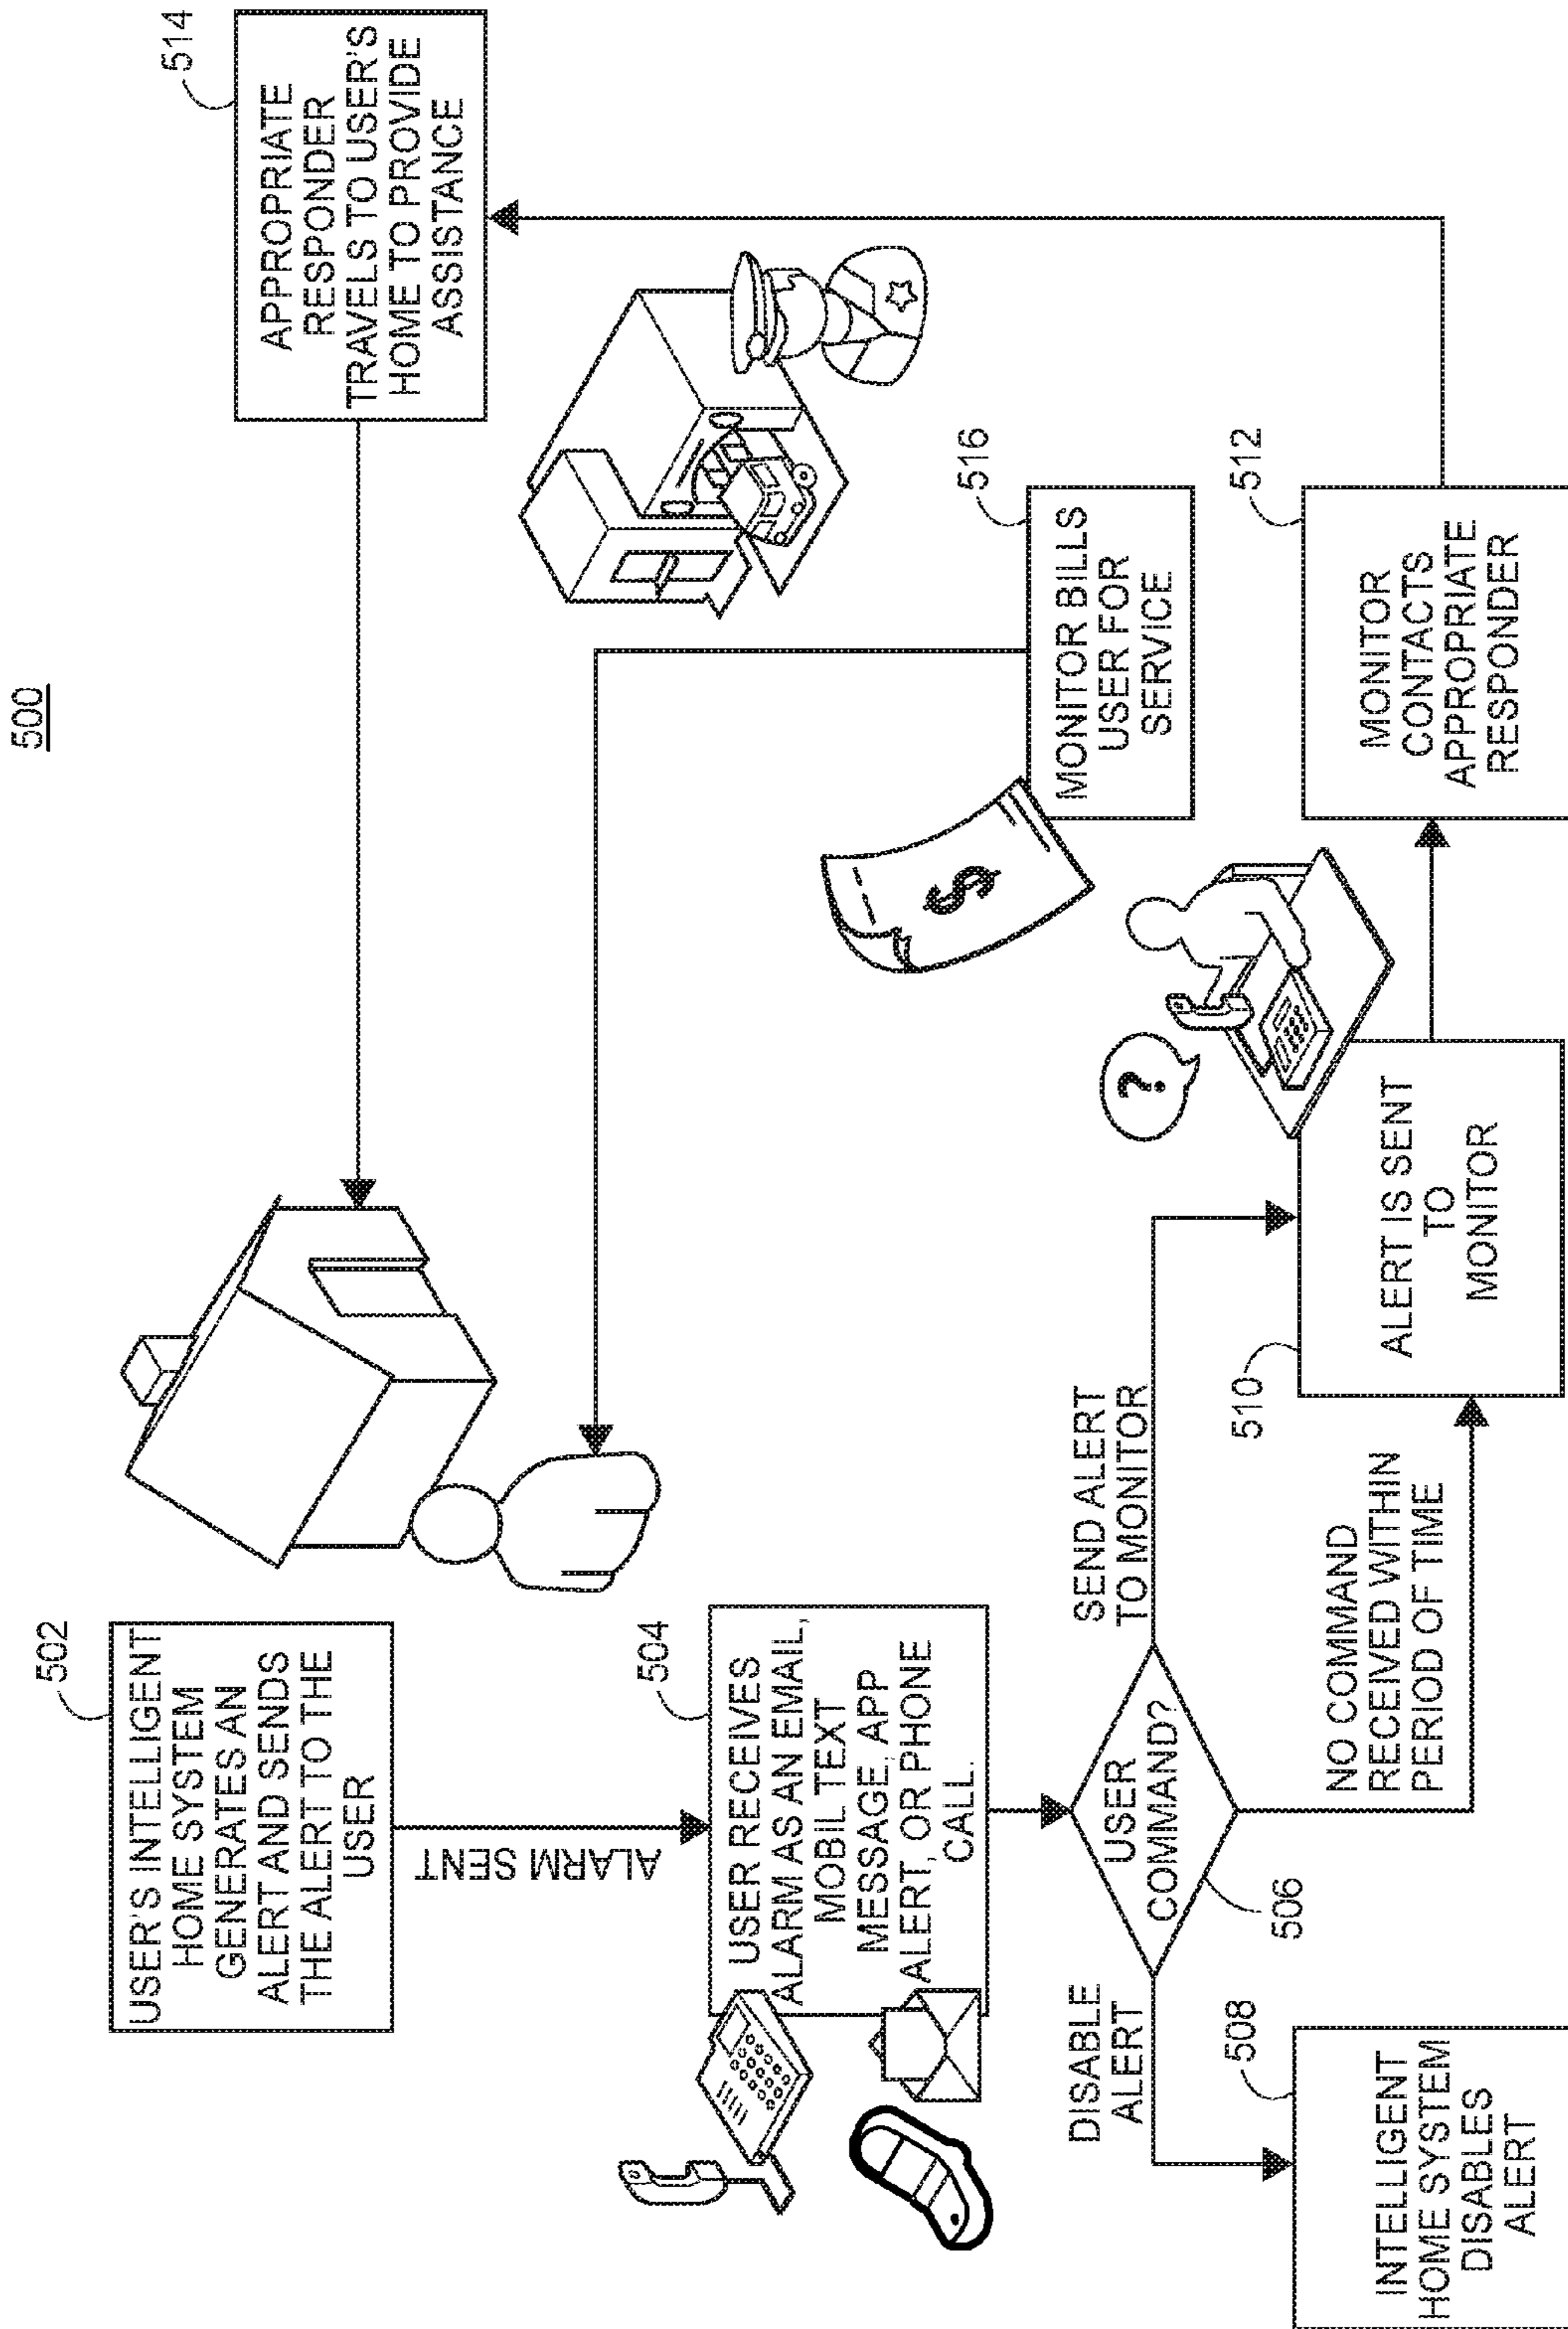 500
502
USER'S INTELLIGENT
HOME SYSTEM
GENERATES AN
ALERT AND SENDS
THE ALERT TO THE
USER
ALARM SENT
504
USER RECEIVES
ALARM AS AN EMAIL,
MOBIL TEXT
MESSAGE, APP
ALERT, OR PHONE
CALL.
USER
COMMAND?
506
DISABLE
ALERT
508
INTELLIGENT
HOME SYSTEM
DISABLES
ALERT
SEND ALERT
TO MONITOR
NO COMMAND
RECEIVED WITHIN
PERIOD OF TIME
510
ALERT IS SENT
TO
MONITOR
?
$
516
MONITOR BILLS
USER FOR
SERVICE
512
MONITOR
CONTACTS
APPROPRIATE
RESPONDER
514
APPROPRIATE
RESPONDER
TRAVELS TO USER'S
HOME TO PROVIDE
ASSISTANCE